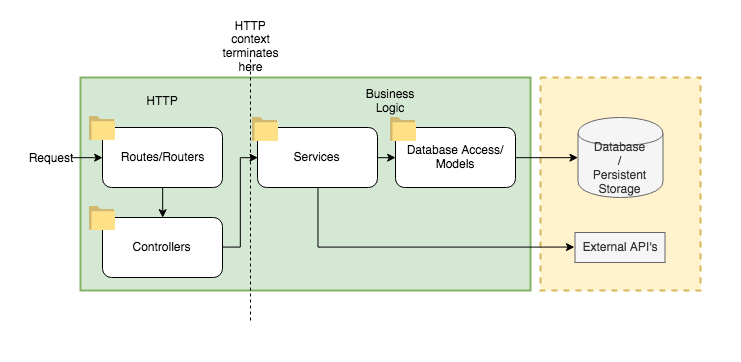 HTTP
context
terminates
here
HTTP
Business
Logic
Request
Routes/Routers
Services
Database Access/
Models
Database
/
Persistent
Storage
Controllers
External API's